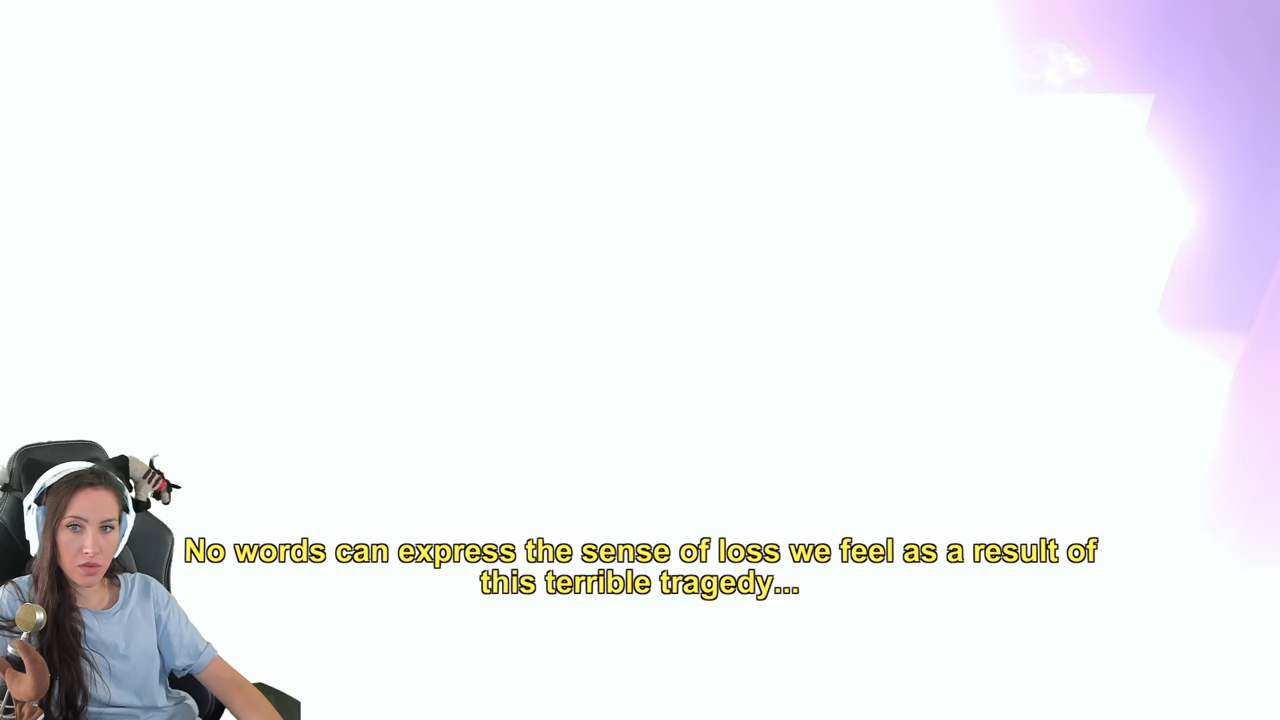 No words can express the sense of loss we feel as a result of
this terrible tragedy...